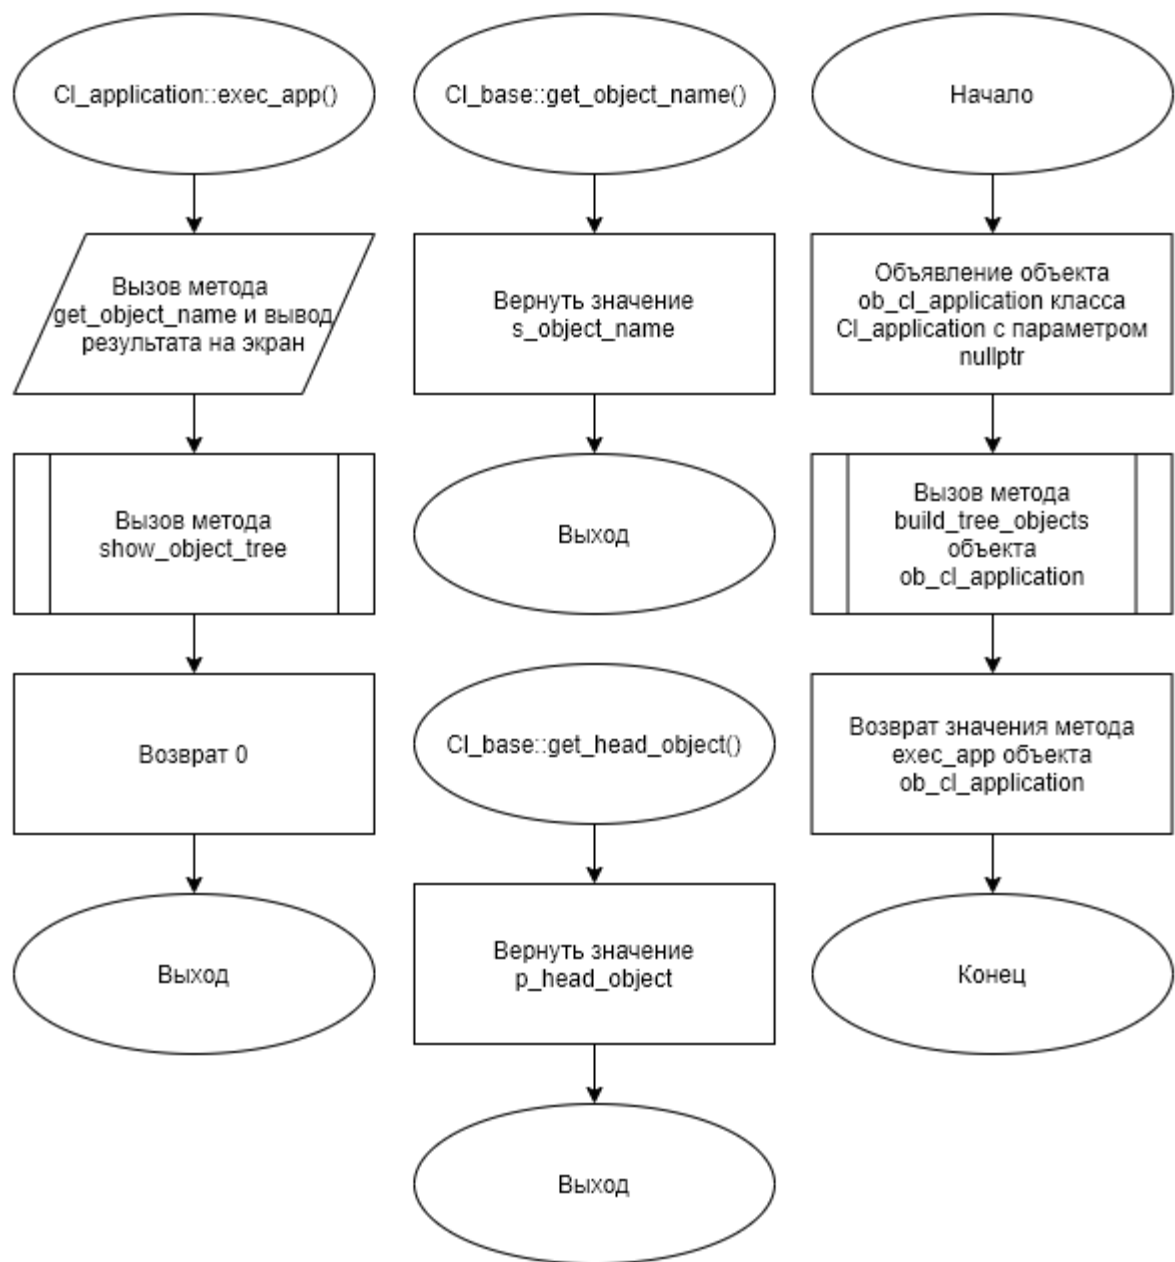 Cl_application::exec_app()
Вызов метода
get_object_name и вывод
результата на экран
Вызов метода
show_object_tree
Возврат 0
Выход
Cl_base::get_object_name()
Вернуть значение
s_object_name
Выход
Cl_base::get_head_object()
Вернуть значение
p_head_object
Выход
Начало
Объявление объекта
ob_cl_application класса
Cl_application с параметром
nullptr
Вызов метода
build_tree_objects
объекта
ob_cl_application
Возврат значения метода
exec_app объекта
ob_cl_application
Конец